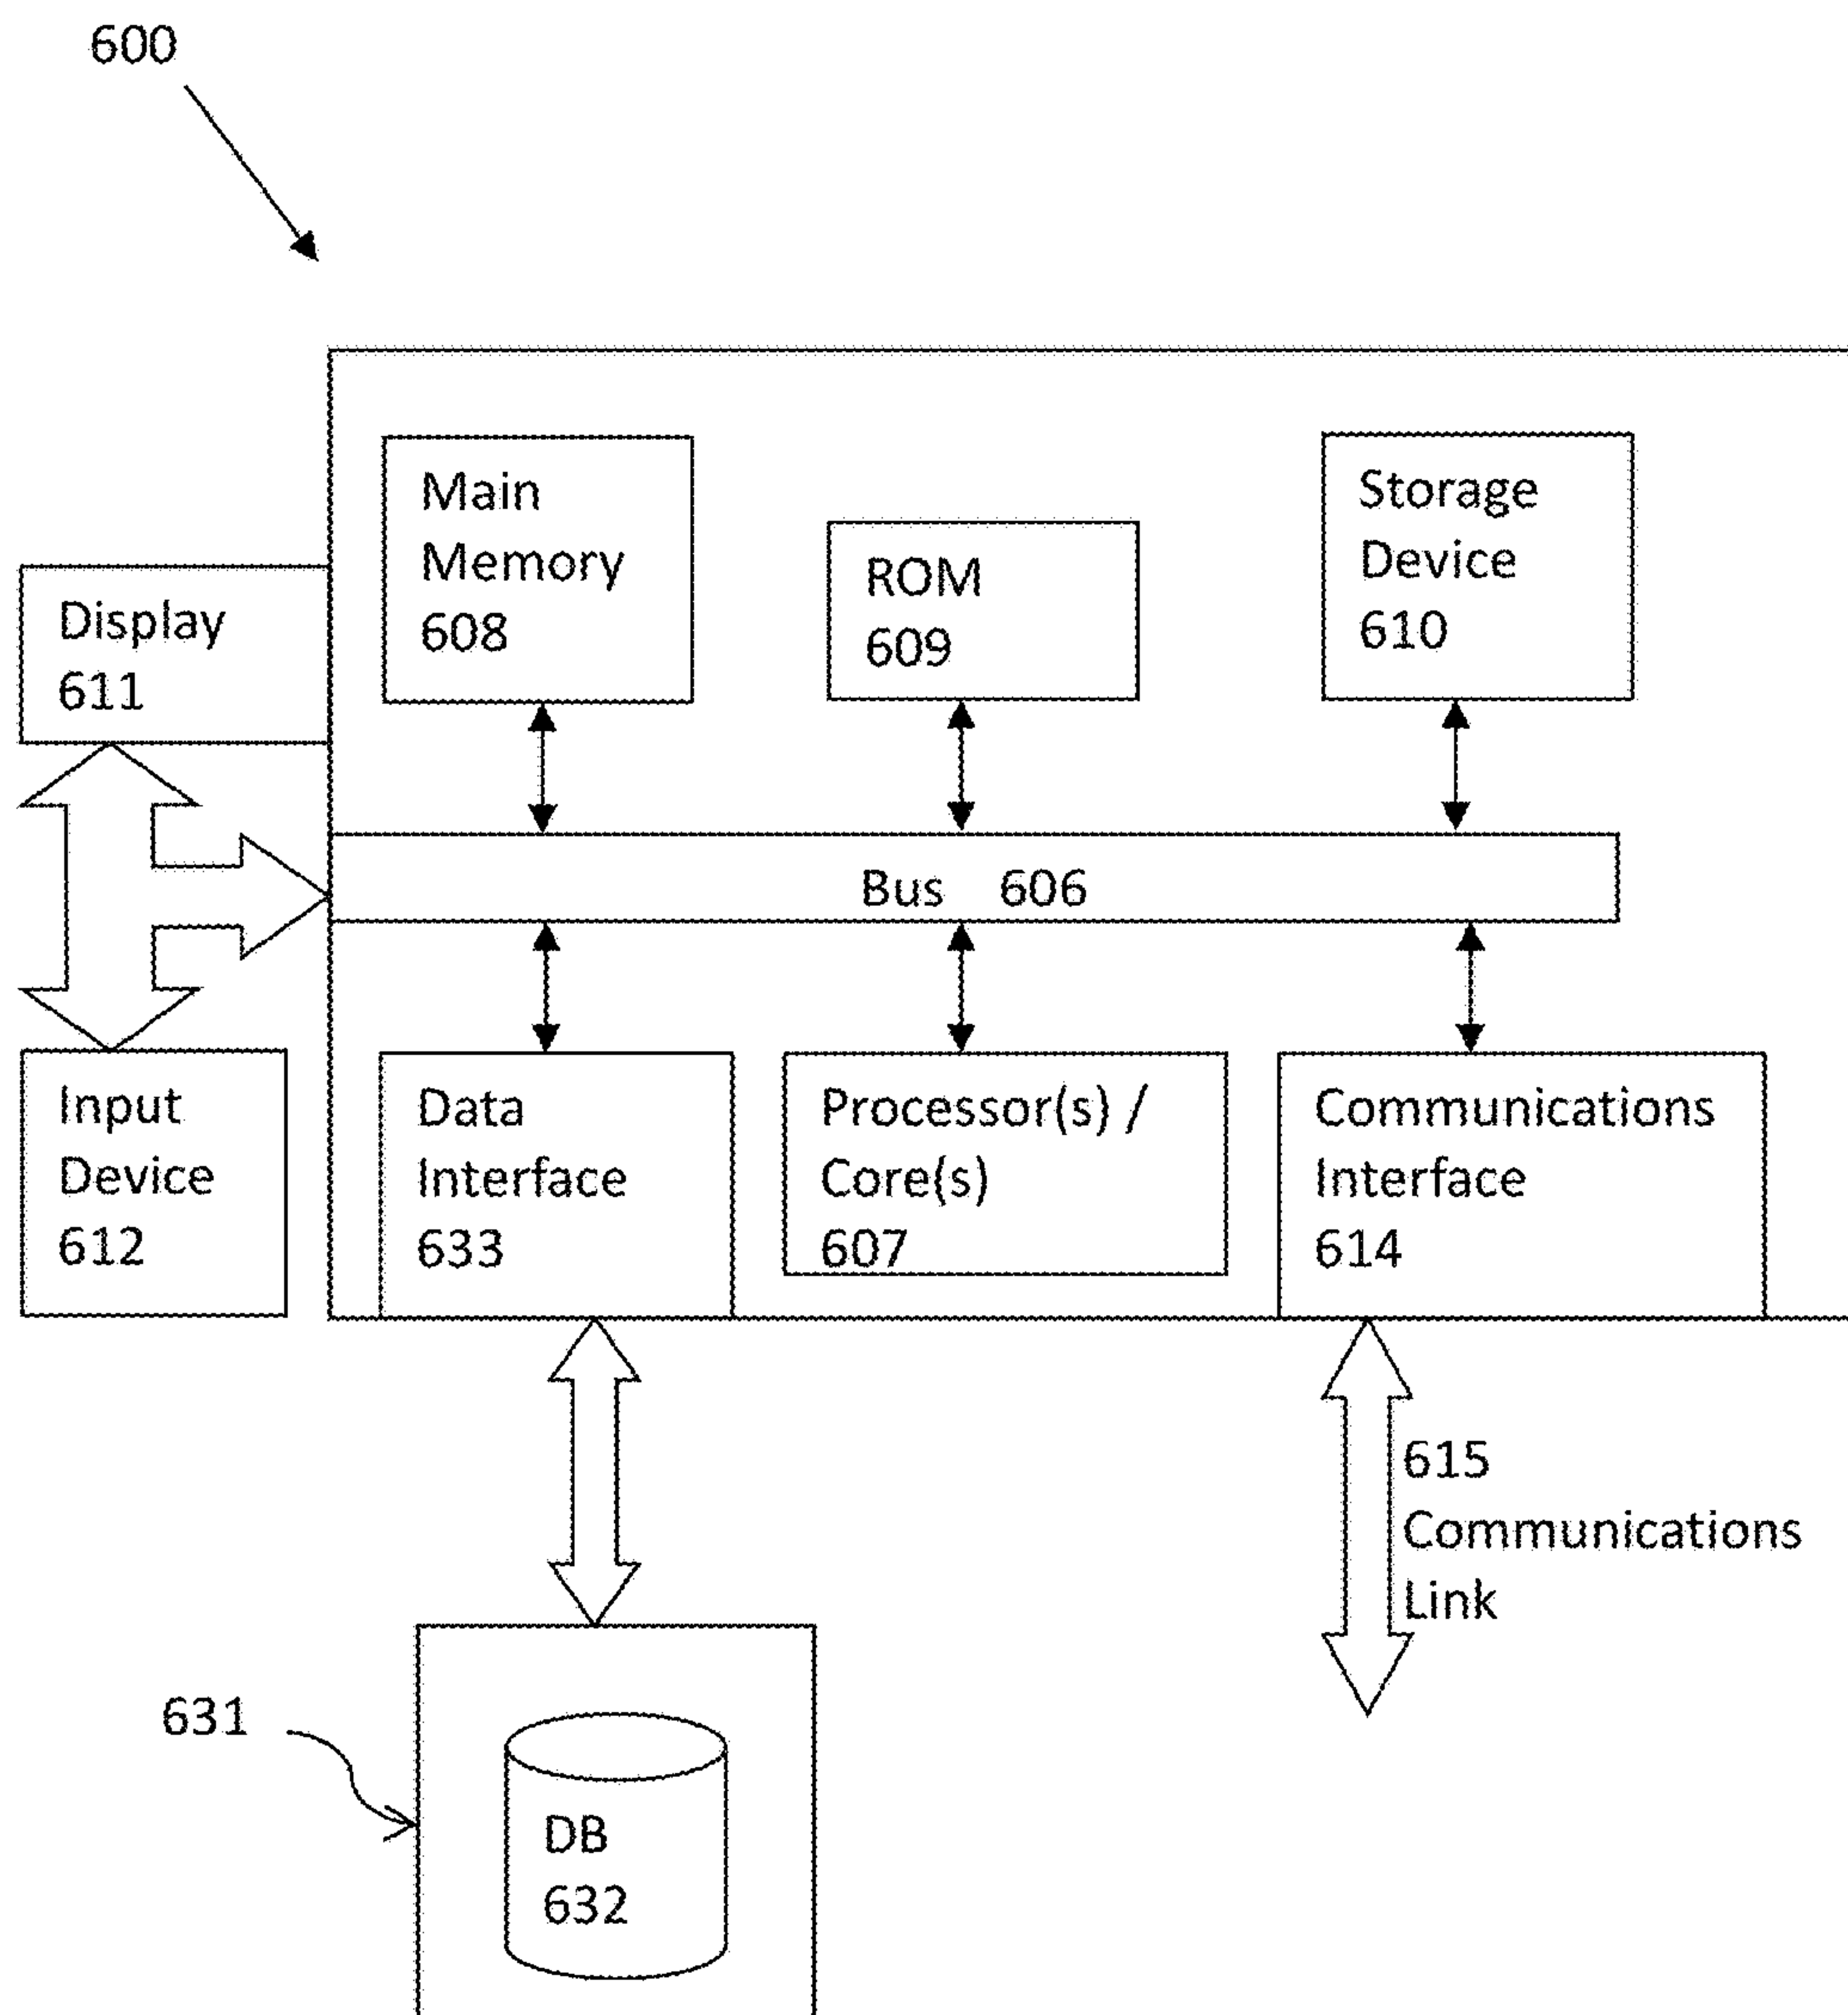 600
Main
Memory
608
ROM
609
Storage
Device
610
Display
611
Bus 606
Input
Device
612
Data
Interface
633
Processor(s) /
Core(s)
607
Communications
Interface
614
615
Communications
Link
631
DB
632